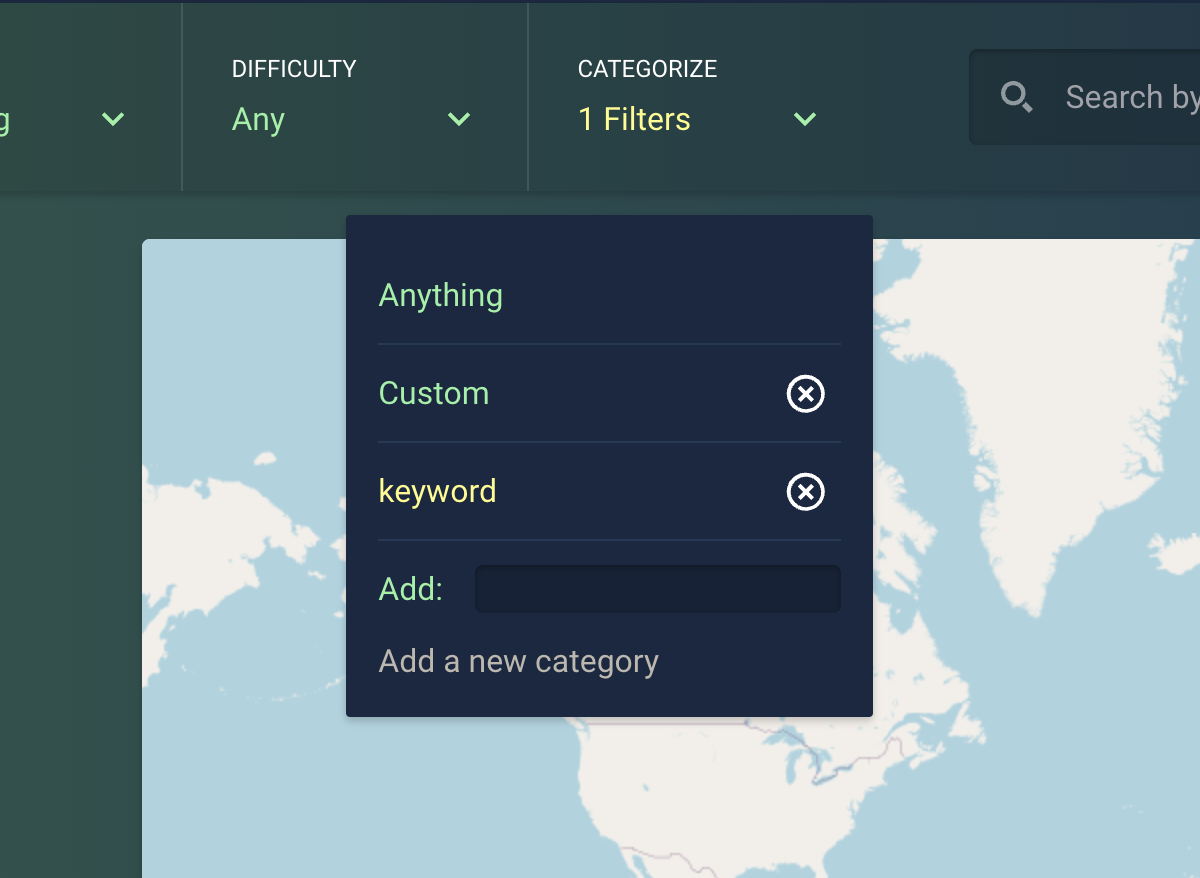 DIFFICULTY
CATEGORIZE
Any
1 Filters
Search by
Anything
Custom
keyword
Add:
Add a new category